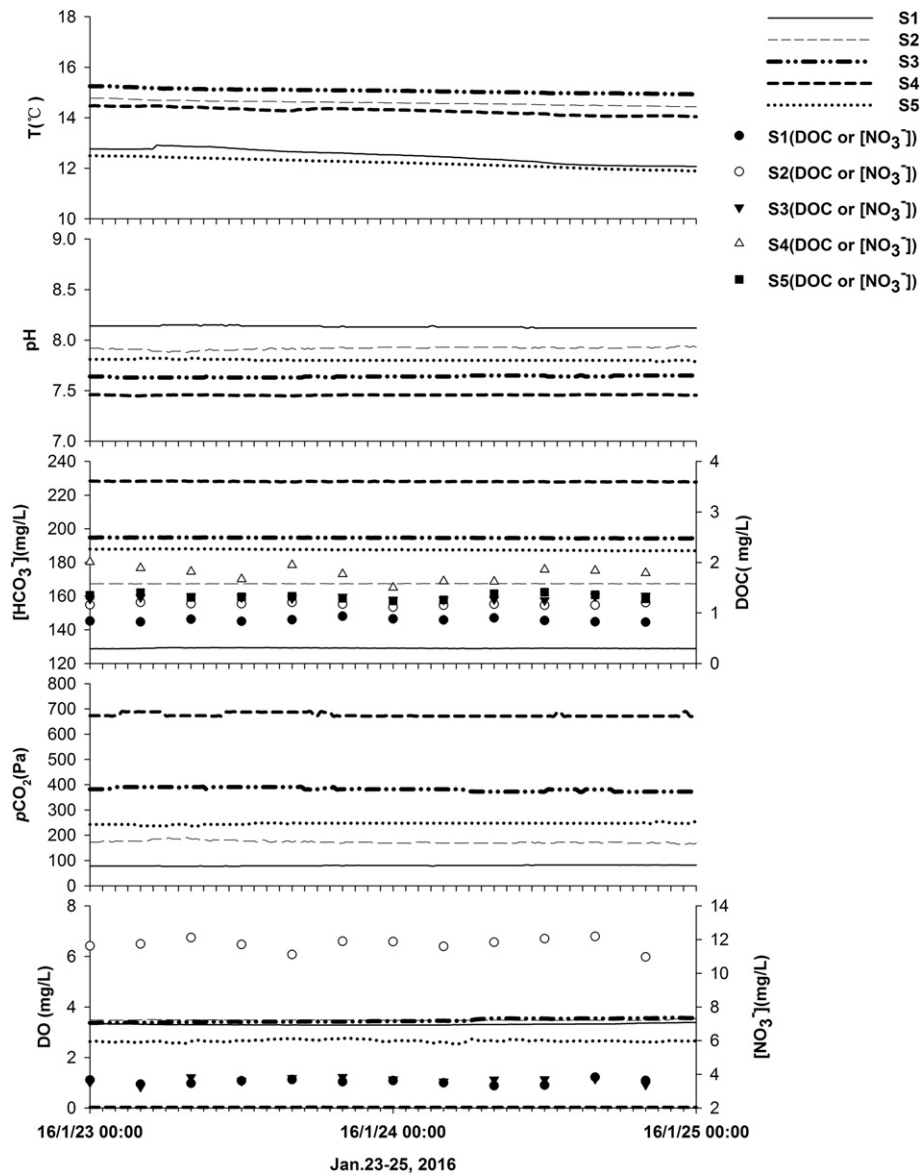 18
16
14
12
10
T(℃)
S1
S2
S3
S4
S5
S1(DOC or [NO₃⁻])
S2(DOC or [NO₃⁻])
S3(DOC or [NO₃⁻])
S4(DOC or [NO₃⁻])
S5(DOC or [NO₃⁻])
9.0
8.5
8.0
7.5
7.0
pH
240
220
200
180
160
140
120
[HCO₃⁻](mg/L)
4
3
2
1
0
DOC( mg/L)
800
700
600
500
400
300
200
100
0
pCO₂(Pa)
8
6
4
2
0
DO (mg/L)
14
12
10
8
6
4
2
[NO₃⁻](mg/L)
16/1/23 00:00 16/1/24 00:00 16/1/25 00:00
Jan.23-25, 2016